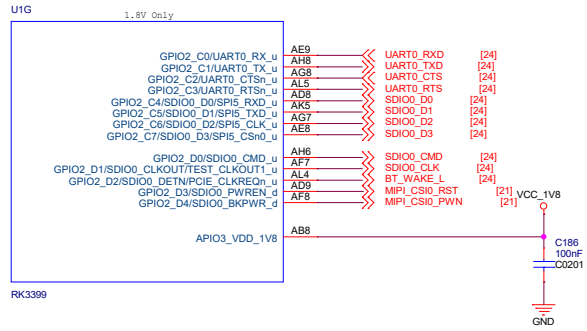 U1G
1.8V Only
GPIO2_C0/UART0_RX_u AE9 UART0_RXD [24]
GPIO2_C1/UART0_TX_u AH8 UART0_TXD [24]
GPIO2_C2/UART0_CTSn_u AG8 UART0_CTS [24]
GPIO2_C3/UART0_RTSn_u AL5 UART0_RTS [24]
GPIO2_C4/SDIO0_D0/SPI5_RXD_u AD8 SDIO0_D0 [24]
GPIO2_C5/SDIO0_D1/SPI5_TXD_u AK5 SDIO0_D1 [24]
GPIO2_C6/SDIO0_D2/SPI5_CLK_u AG7 SDIO0_D2 [24]
GPIO2_C7/SDIO0_D3/SPI5_CSn0_u AE8 SDIO0_D3 [24]
GPIO2_D0/SDIO0_CMD_u AH6 SDIO0_CMD [24]
GPIO2_D1/SDIO0_CLKOUT/TEST_CLKOUT1_u AF7 SDIO0_CLK [24]
GPIO2_D2/SDIO0_DETN/PCIE_CLKREQn_u AL4 BT_WAKE_L [24]
GPIO2_D3/SDIO0_PWREN_d AD9 MIPI_CSI0_RST [21]
GPIO2_D4/SDIO0_BKPWR_d AF8 MIPI_CSI0_PWN [21]
VCC_1V8
APIO3_VDD_1V8 AB8
C186
100nF
C0201
RK3399
GND